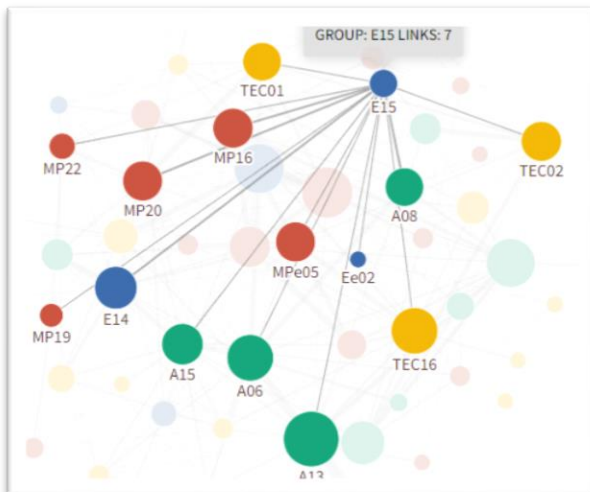 GROUP: E15 LINKS: 7
TEC01
E15
MP16
MP22
TEC02
MP20
A08
MPe05
Ee02
E14
MP19
A15
TEC16
A06
A13